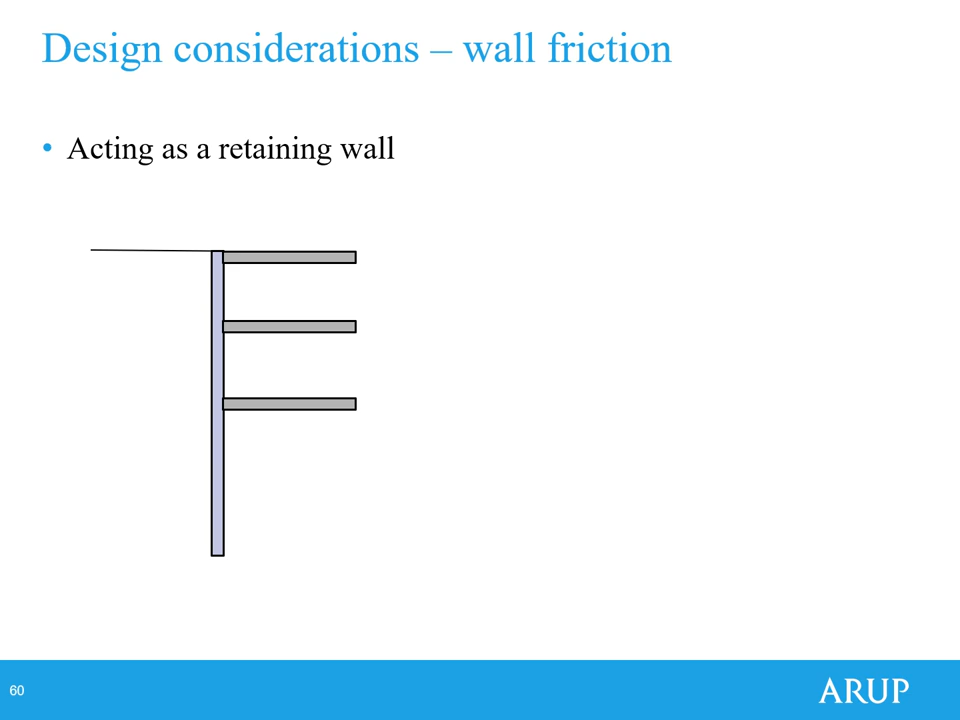 Design considerations – wall friction
• Acting as a retaining wall
60
ARUP